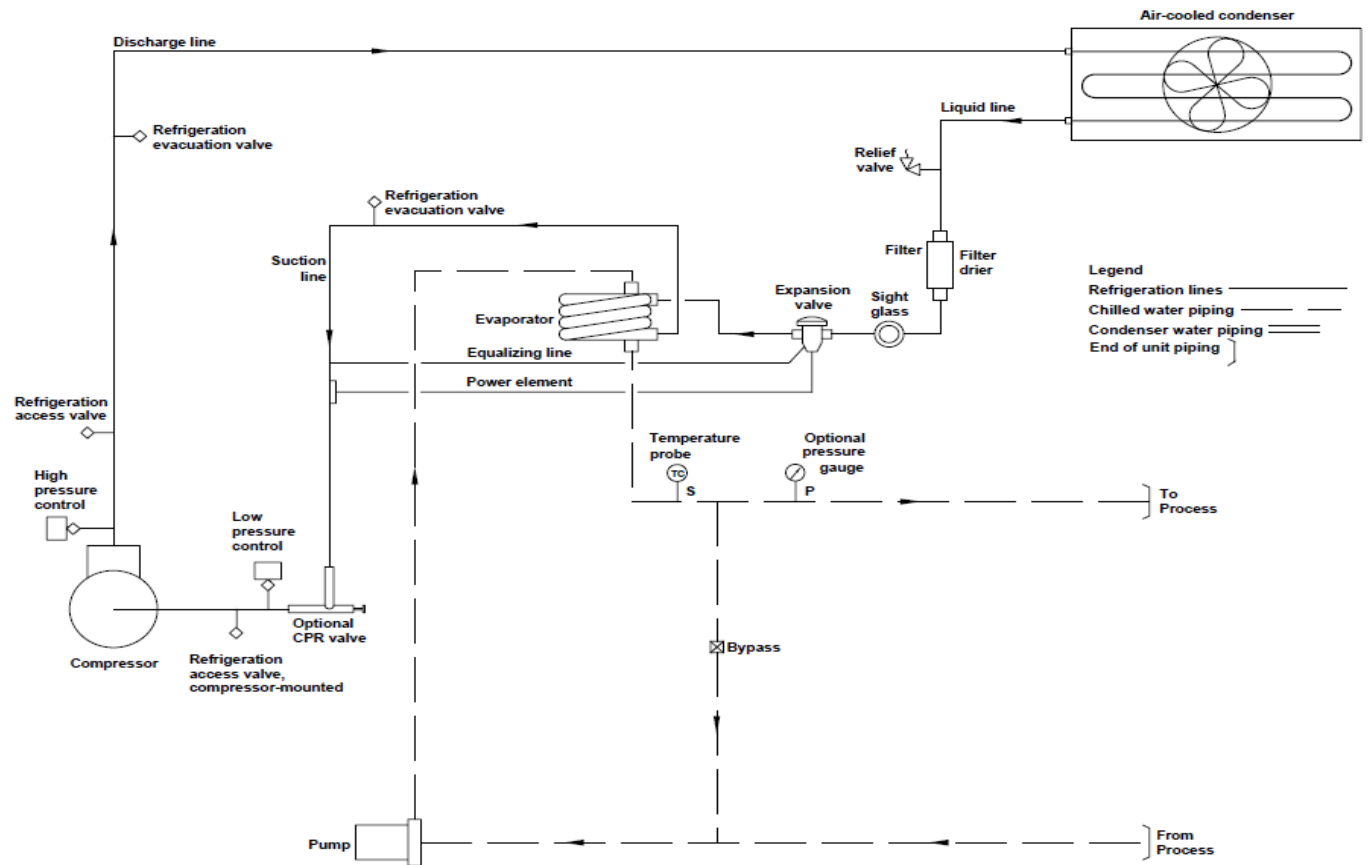 Air-cooled condenser
Discharge line
Liquid line
Refrigeration
evacuation valve
Relief
valve
Refrigeration
evacuation valve
Suction
line
Filter
Filter
drier
Legend
Refrigeration lines
Chilled water piping
Condenser water piping
End of unit piping
Expansion
valve
Sight
glass
Evaporator
Equalizing line
Power element
Refrigeration
access valve
Temperature
probe
TC
S
Optional
pressure
gauge
P
To
Process
High
pressure
control
Low
pressure
control
Optional
CPR valve
Compressor
Refrigeration
access valve,
compressor-mounted
Bypass
Pump
From
Process